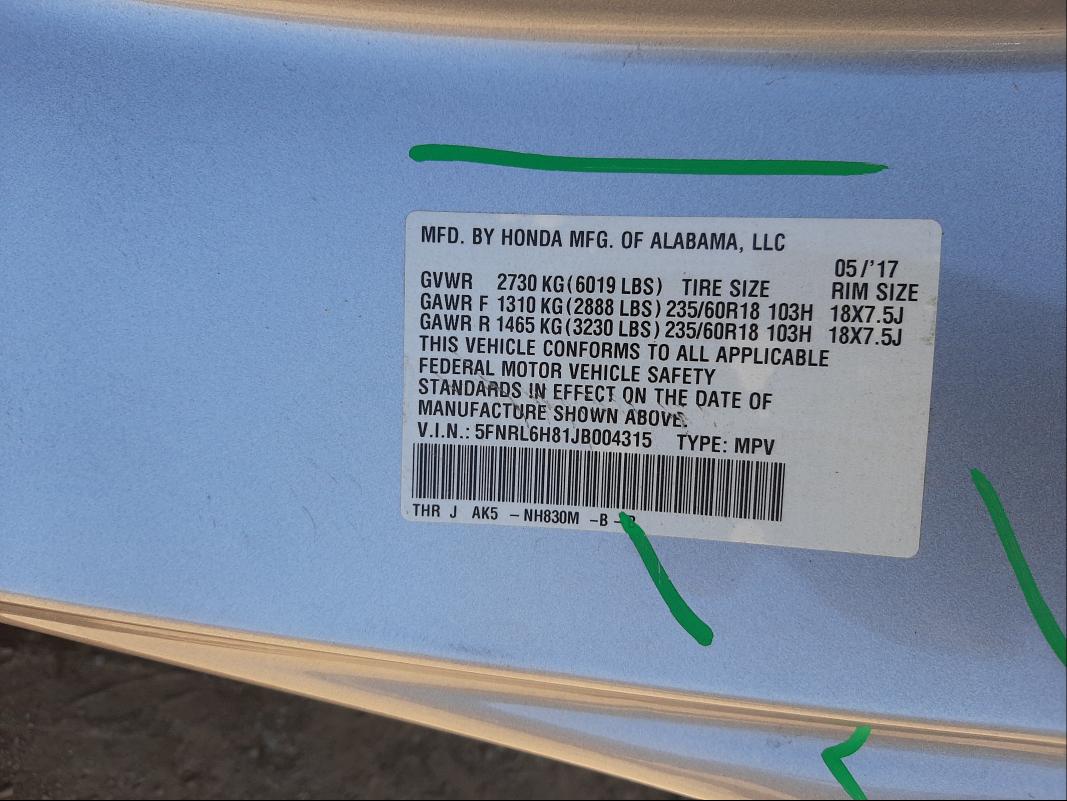 MFD. BY HONDA MFG. OF ALABAMA, LLC
05/'17
GVWR 2730 KG(6019 LBS) TIRE SIZE RIM SIZE
GAWR F 1310 KG(2888 LBS) 235/60R18 103H 18X7.5J
GAWR R 1465 KG(3230 LBS) 235/60R18 103H 18X7.5J
THIS VEHICLE CONFORMS TO ALL APPLICABLE
FEDERAL MOTOR VEHICLE SAFETY
STANDARDS IN EFFECT ON THE DATE OF
MANUFACTURE SHOWN ABOVE.
V.I.N.: 5FNRL6H81JB004315 TYPE: MPV
THR J AK5 -NH830M -B -